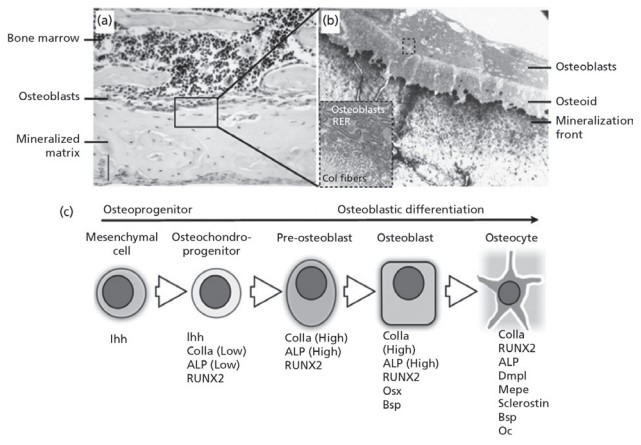 (a)
(b)
Bone marrow
Osteoblasts
Mineralized
matrix
Osteoblasts
Osteoid
Mineralization
front
Osteoblasts
RER
Col fibers
(c)
Osteoprogenitor
Osteoblastic differentiation
Mesenchymal
cell
Osteochondro-
progenitor
Pre-osteoblast
Osteoblast
Osteocyte
Ihh
Ihh
Colla (Low)
ALP (Low)
RUNX2
Colla (High)
ALP (High)
RUNX2
Colla
(High)
ALP (High)
RUNX2
Osx
Bsp
Colla
RUNX2
ALP
Dmpl
Mepe
Sclerostin
Bsp
Oc